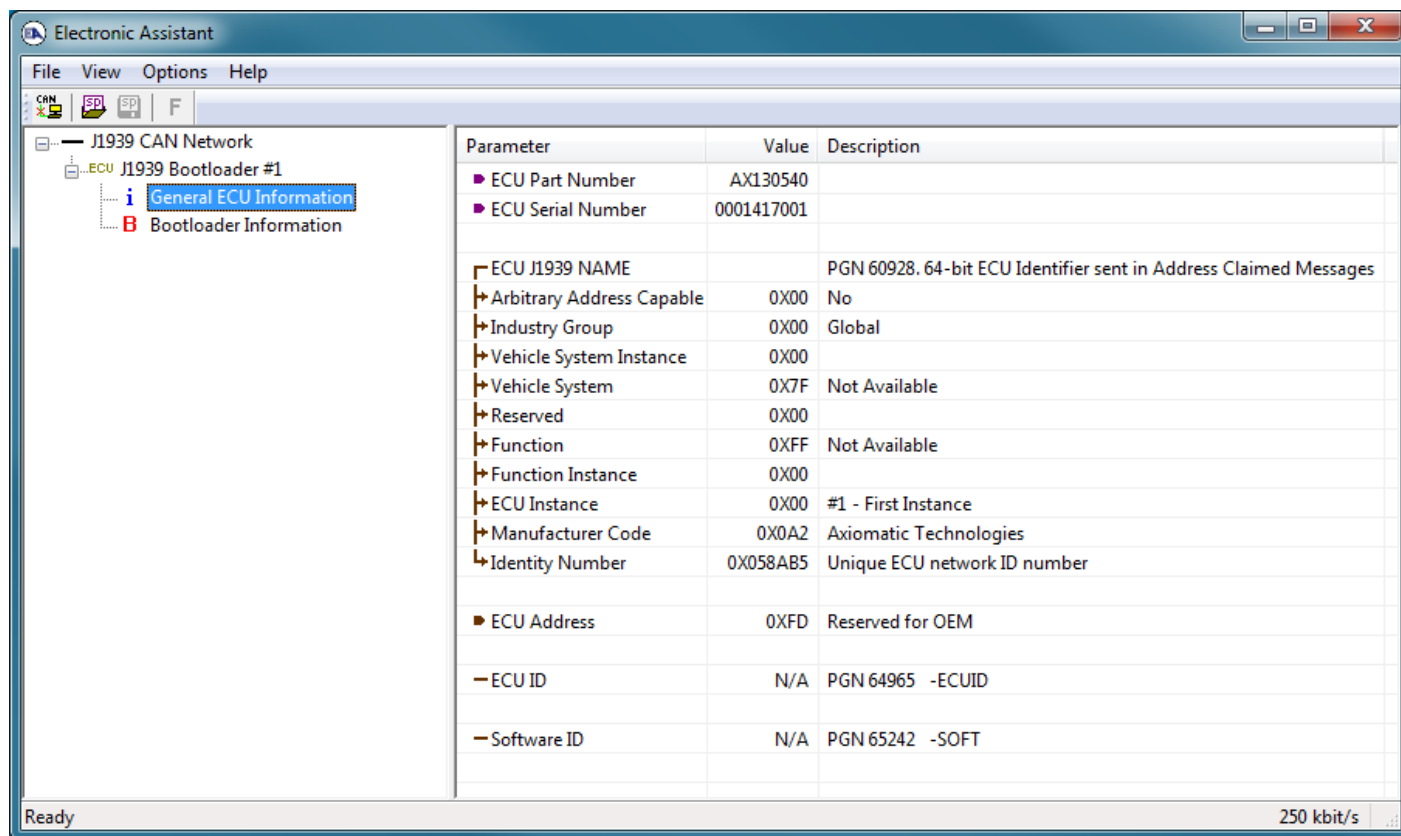 Electronic Assistant
File View Options Help
CAN SP SP F
J1939 CAN Network
ECU J1939 Bootloader #1
i General ECU Information
B Bootloader Information
Parameter Value Description
ECU Part Number AX130540
ECU Serial Number 0001417001
ECU J1939 NAME PGN 60928. 64-bit ECU Identifier sent in Address Claimed Messages
Arbitrary Address Capable 0X00 No
Industry Group 0X00 Global
Vehicle System Instance 0X00
Vehicle System 0X7F Not Available
Reserved 0X00
Function 0XFF Not Available
Function Instance 0X00
ECU Instance 0X00 #1 - First Instance
Manufacturer Code 0X0A2 Axiomatic Technologies
Identity Number 0X058AB5 Unique ECU network ID number
ECU Address 0XFD Reserved for OEM
ECU ID N/A PGN 64965 -ECUID
Software ID N/A PGN 65242 -SOFT
Ready 250 kbit/s